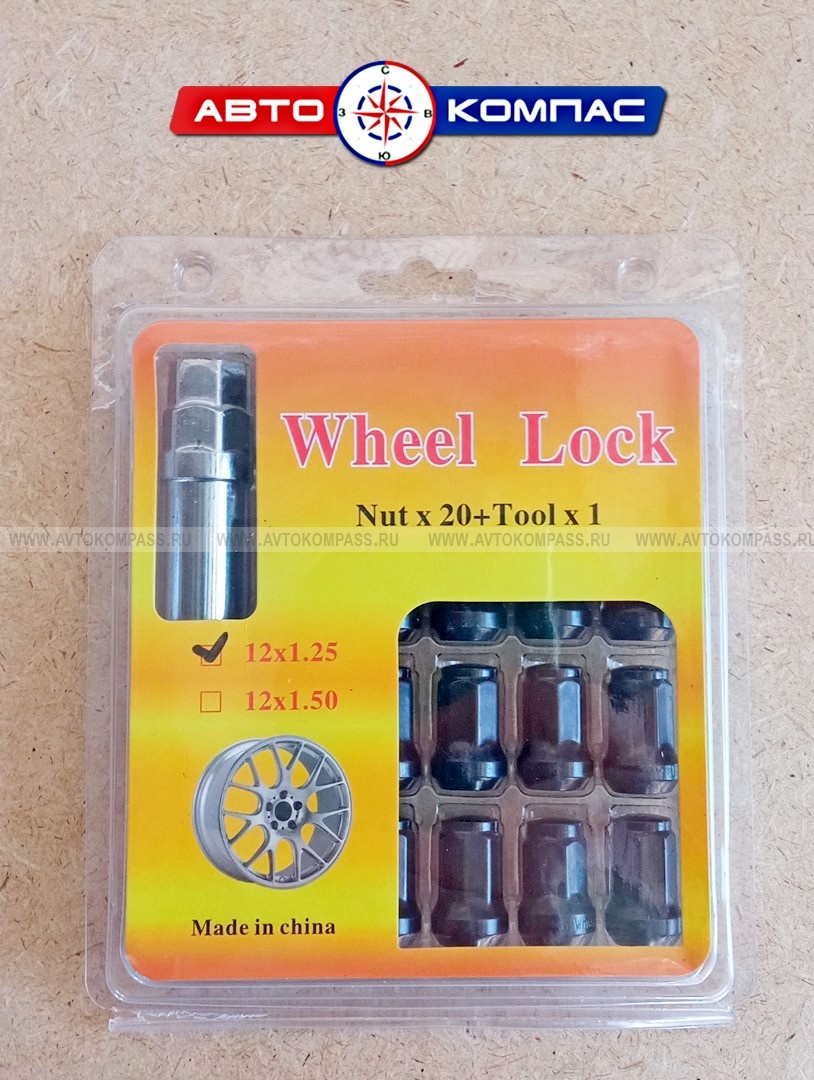 С
АВТО З В КОМПАС
Ю
Wheel Lock
Nut x 20+Tool x 1
WWW.AVTOKOMPASS.RU WWW.AVTOKOMPASS.RU WWW.AVTOKOMPASS.RU WWW.AVTOKOMPASS.RU
12x1.25
12x1.50
Made in china